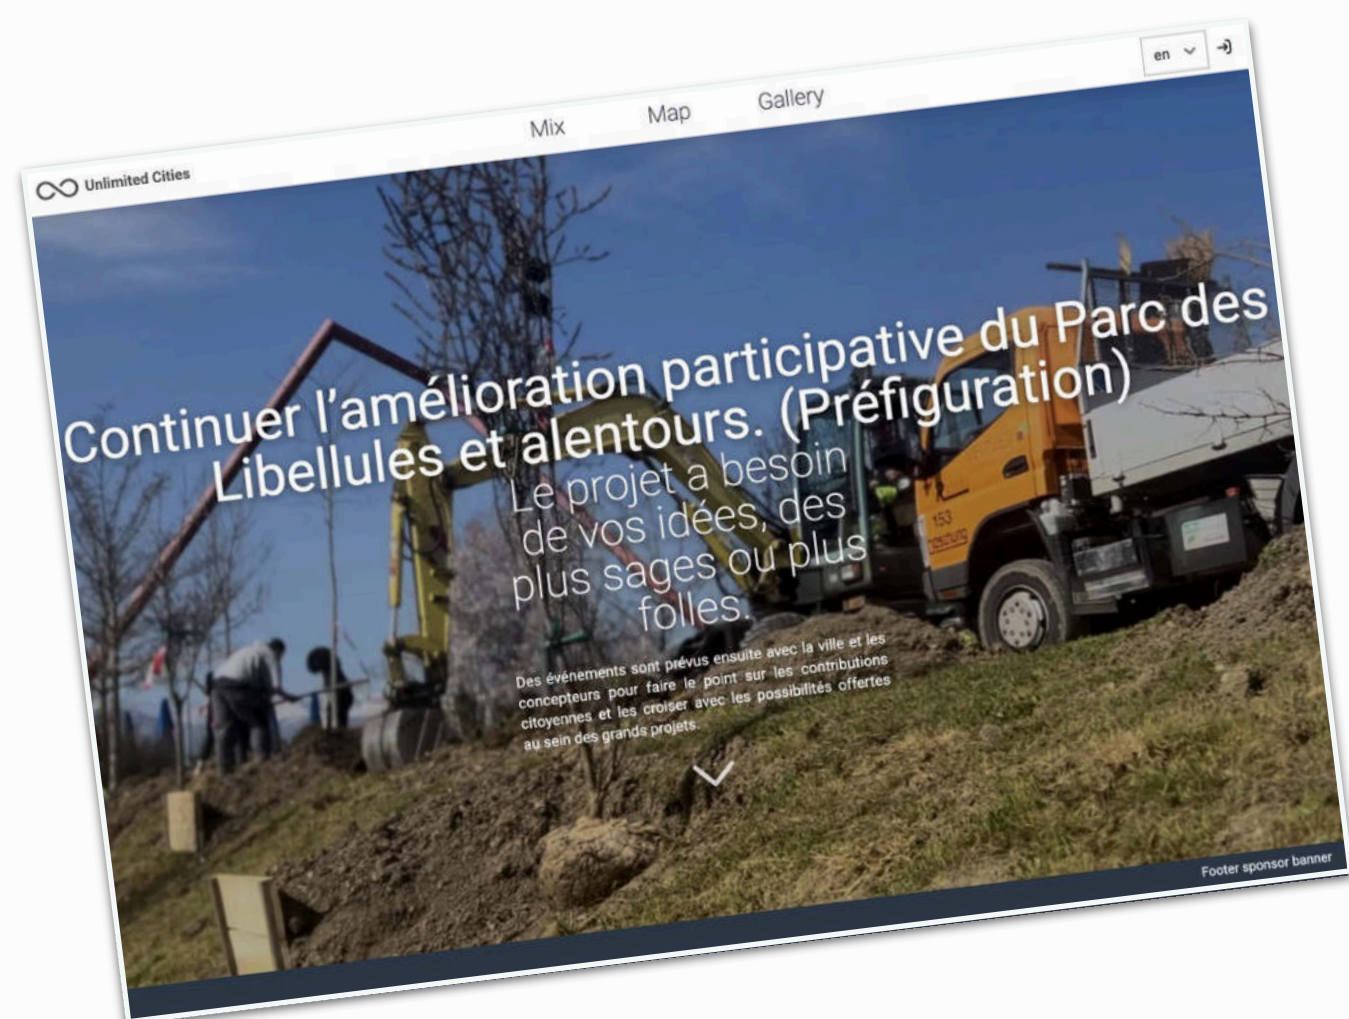 en
Mix Map Gallery
Unlimited Cities
Continuer l’amélioration participative du Parc des
Libellules et alentours. (Préfiguration)
Le projet a besoin
de vos idées, des
plus sages ou plus
folles.
Des événements sont prévus ensuite avec la ville et les
concepteurs pour faire le point sur les contributions
citoyennes et les croiser avec les possibilités offertes
au sein des grands projets.
153
Footer sponsor banner